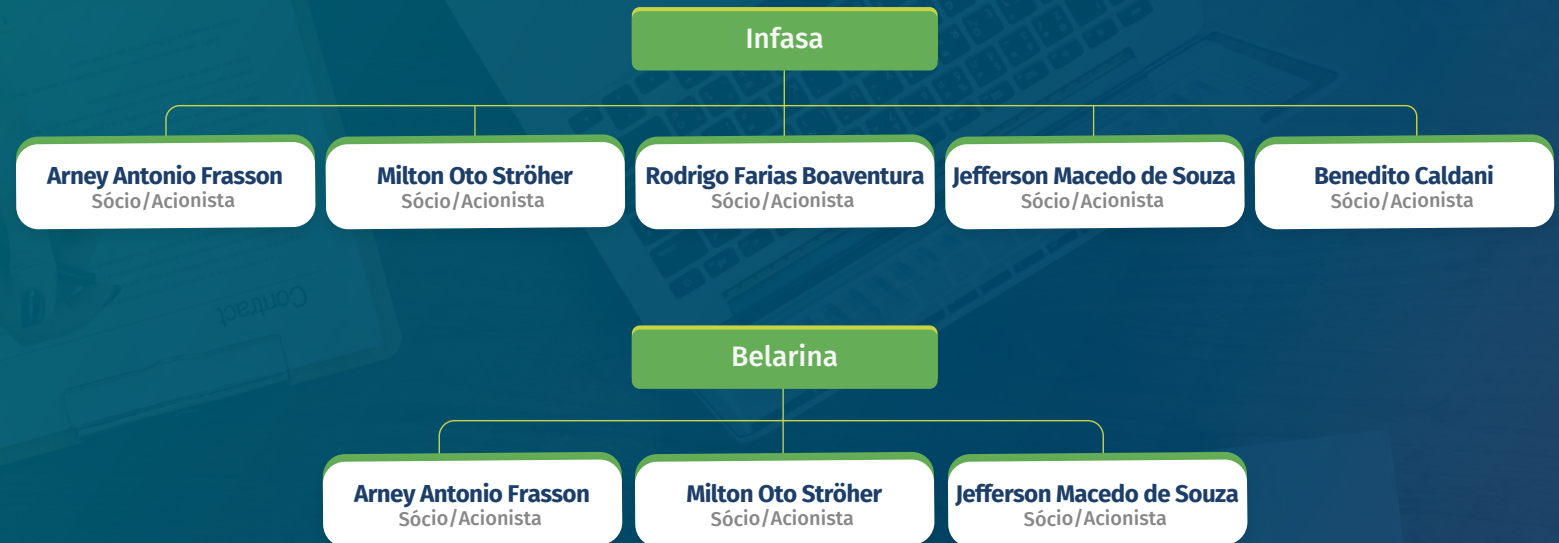 Infasa
Arney Antonio Frasson
Sócio/Acionista
Milton Oto Ströher
Sócio/Acionista
Rodrigo Farias Boaventura
Sócio/Acionista
Jefferson Macedo de Souza
Sócio/Acionista
Benedito Caldani
Sócio/Acionista
Contract
Belarina
Arney Antonio Frasson
Sócio/Acionista
Milton Oto Ströher
Sócio/Acionista
Jefferson Macedo de Souza
Sócio/Acionista